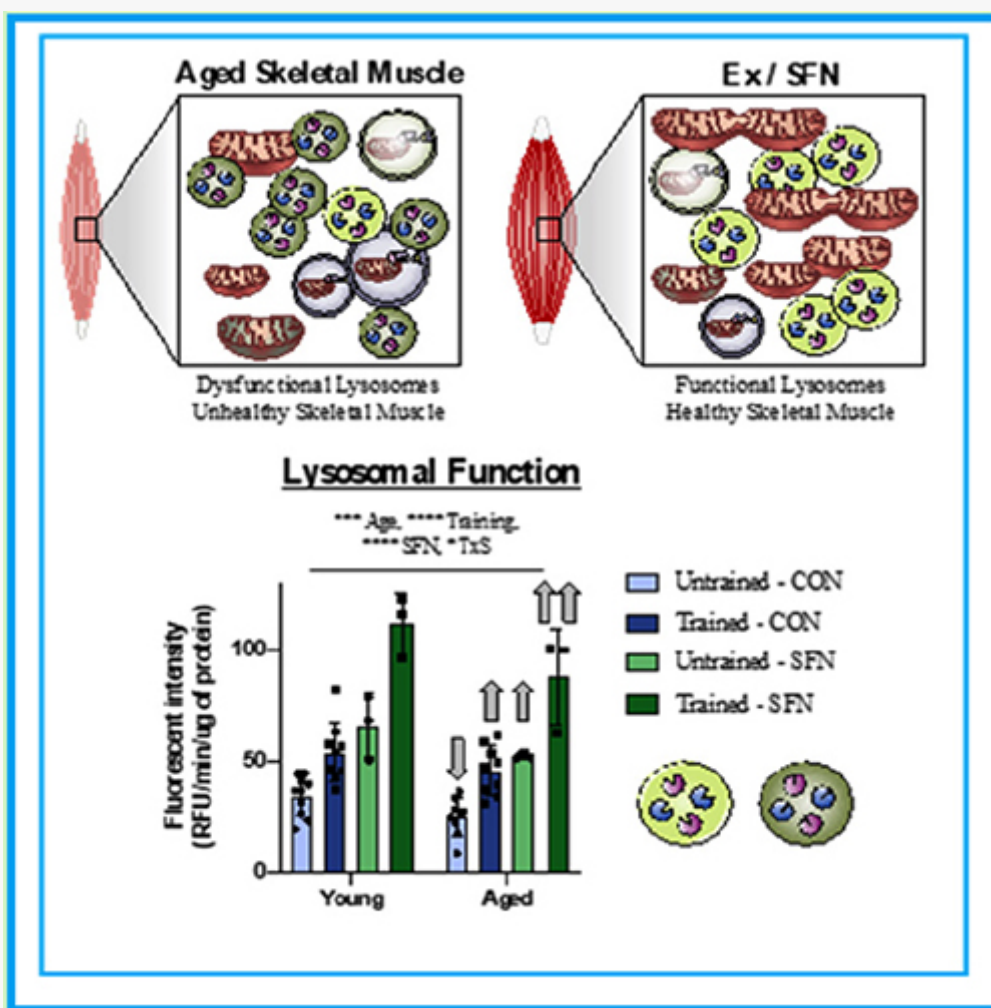 Aged Skeletal Muscle
Ex / SFN
Dysfunctional Lysosomes
Unhealthy Skeletal Muscle
Functional Lysosomes
Healthy Skeletal Muscle
Lysosomal Function
*** Age, **** Training,
**** SFN, * TxS
Fluorescent intensity
(RFU/min/ug of protein)
100
50
0
Young
Aged
Untrained - CON
Trained - CON
Untrained - SFN
Trained - SFN